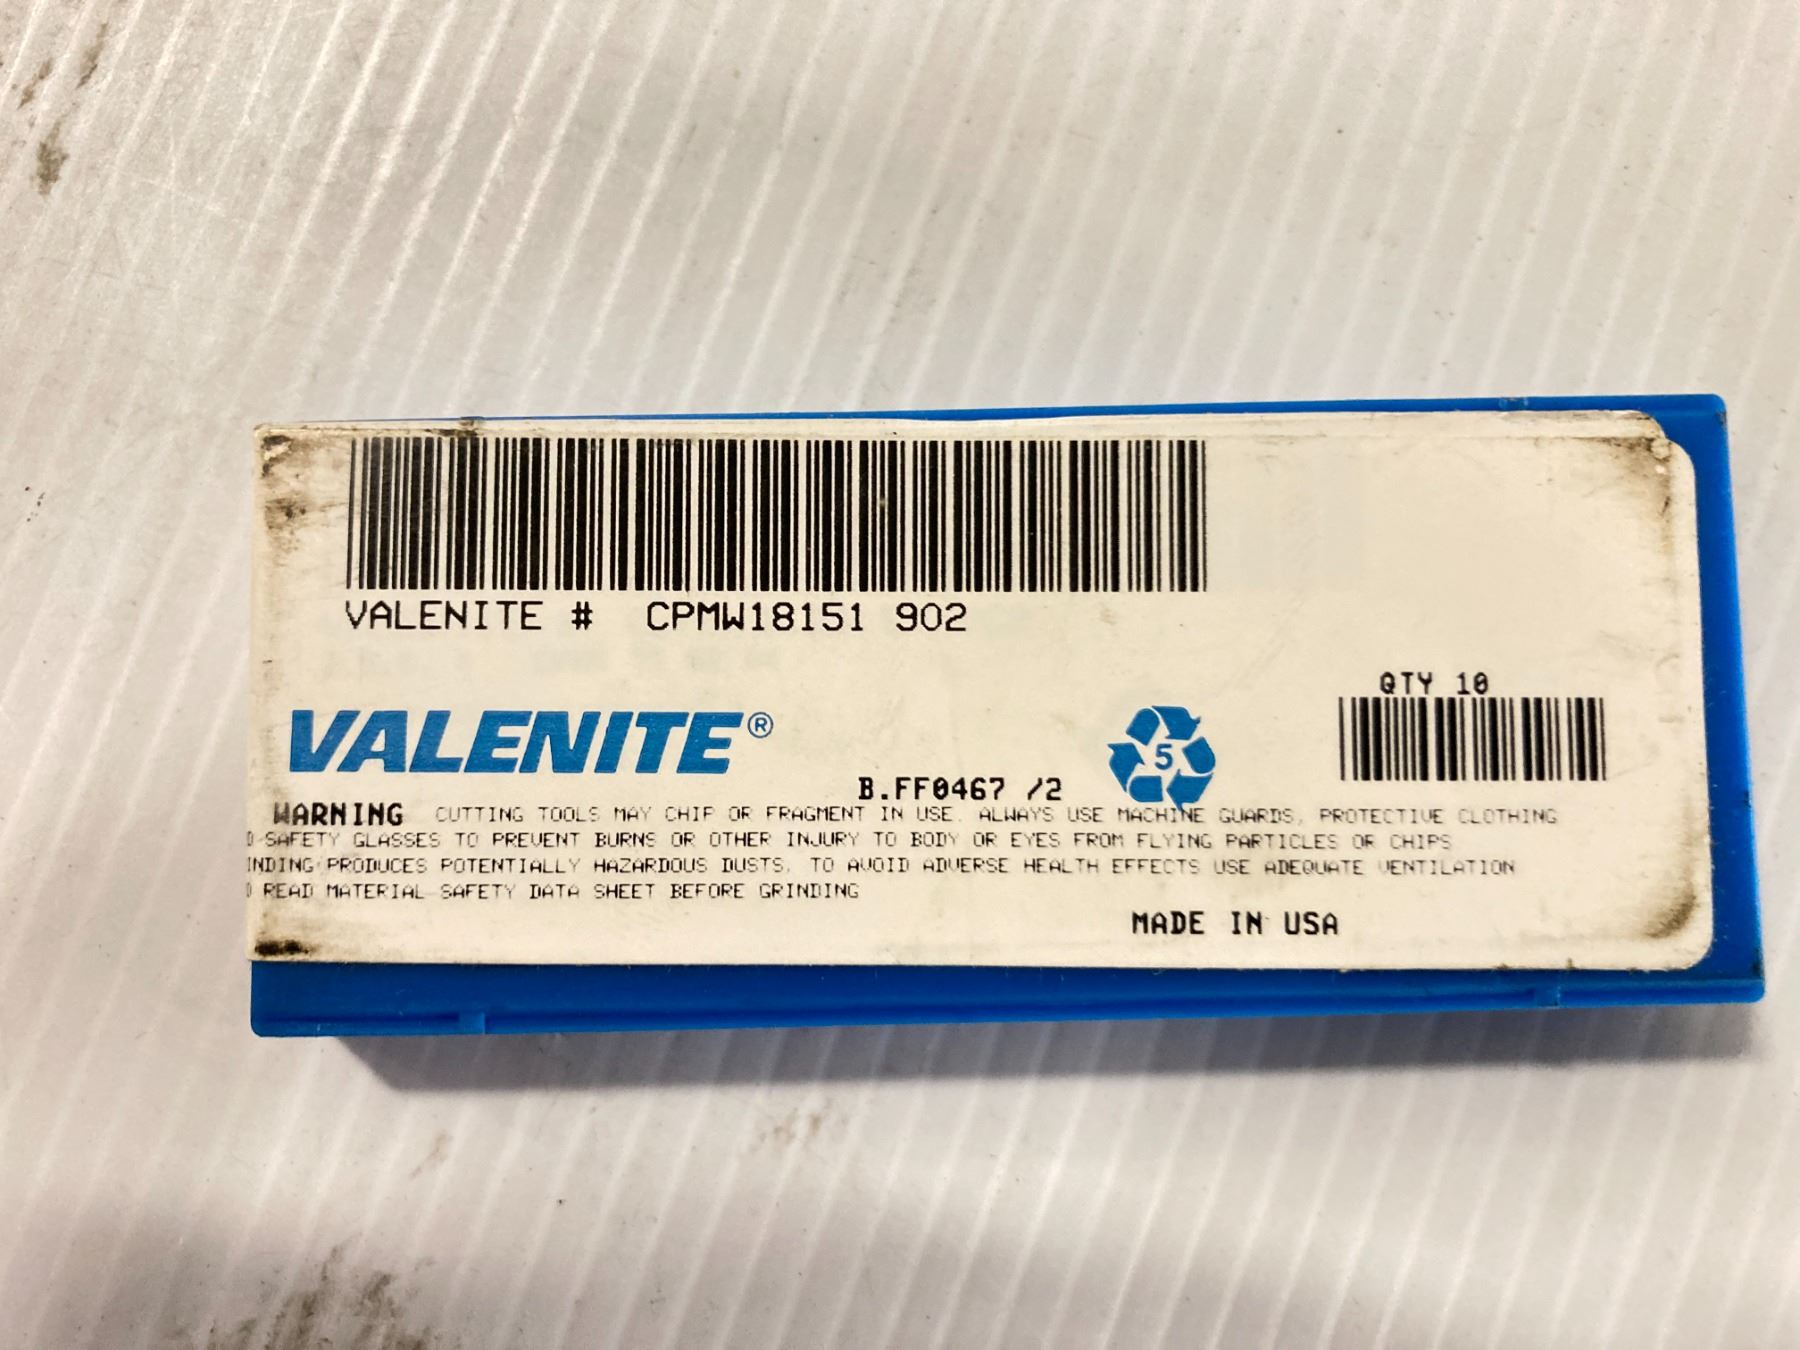 VALENITE # CPMW18151 902
QTY 10
VALENITE®
5
B.FF0467 /2
WARNING CUTTING TOOLS MAY CHIP OR FRAGMENT IN USE. ALWAYS USE MACHINE GUARDS, PROTECTIVE CLOTHING
SAFETY GLASSES TO PREVENT BURNS OR OTHER INJURY TO BODY OR EYES FROM FLYING PARTICLES OR CHIPS
INDING PRODUCES POTENTIALLY HAZARDOUS DUSTS, TO AVOID ADVERSE HEALTH EFFECTS USE ADEQUATE VENTILATION
READ MATERIAL SAFETY DATA SHEET BEFORE GRINDING
MADE IN USA